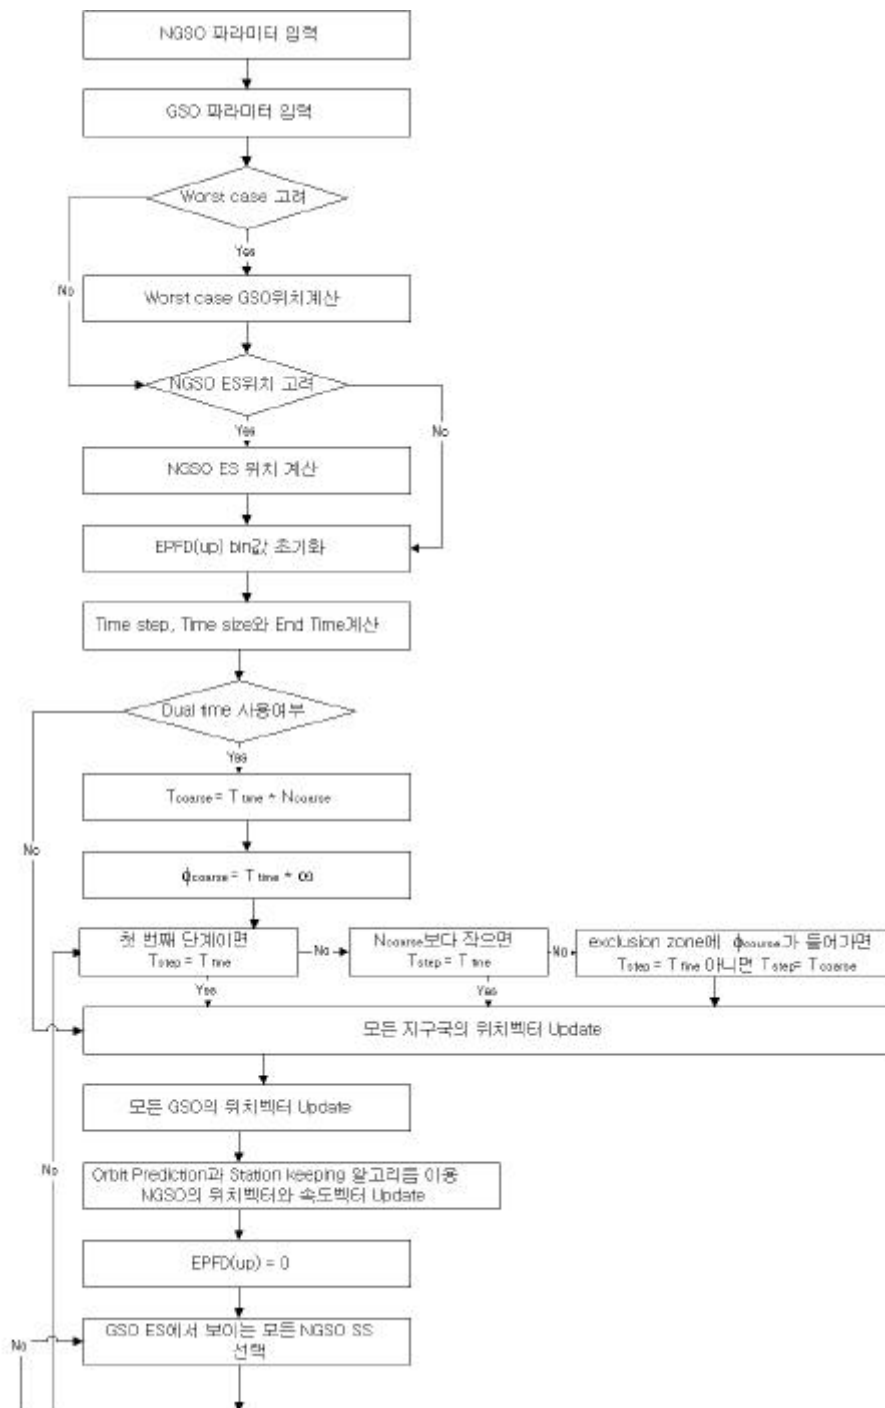 NGSO 파라미터 입력
GSO 파라미터 입력
Worst case 고려
Yes
No
Worst case GSO위치계산
NGSO ES위치 고려
Yes
No
NGSO ES 위치 계산
EPFD(up) bin값 초기화
Time step, Time size와 End Time계산
Dual time 사용여부
Yes
No
Tcoarse = T time * Ncoarse
ϕcoarse = T time *
첫 번째 단계이면
Tstep = T fine
No
Ncoarse보다 작으면
Tstep = T fine
No
exclusion zone에 ϕcourse가 들어가면
Tstep = T fine 아니면 Tstep= Tcoarse
Yes
Yes
모든 지구국의 위치벡터 Update
모든 GSO의 위치벡터 Update
No
Orbit Prediction과 Station keeping 알고리듬 이용
NGSO의 위치벡터와 속도벡터 Update
EPFD(up) = 0
GSO ES에서 보이는 모든 NGSO SS
선택
No